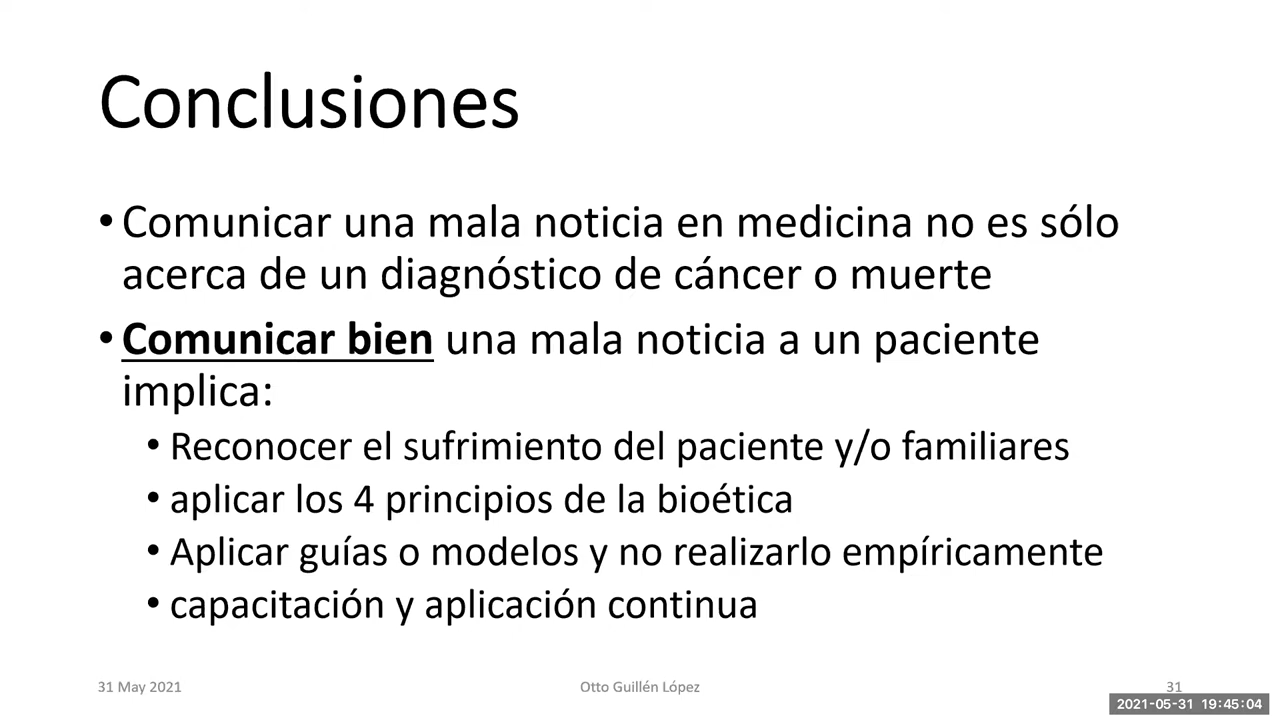 Conclusiones
• Comunicar una mala noticia en medicina no es sólo
acerca de un diagnóstico de cáncer o muerte
• Comunicar bien una mala noticia a un paciente
implica:
• Reconocer el sufrimiento del paciente y/o familiares
• aplicar los 4 principios de la bioética
• Aplicar guías o modelos y no realizarlo empíricamente
• capacitación y aplicación continua
31 May 2021
Otto Guillén López
31
2021-05-31 19:45:04